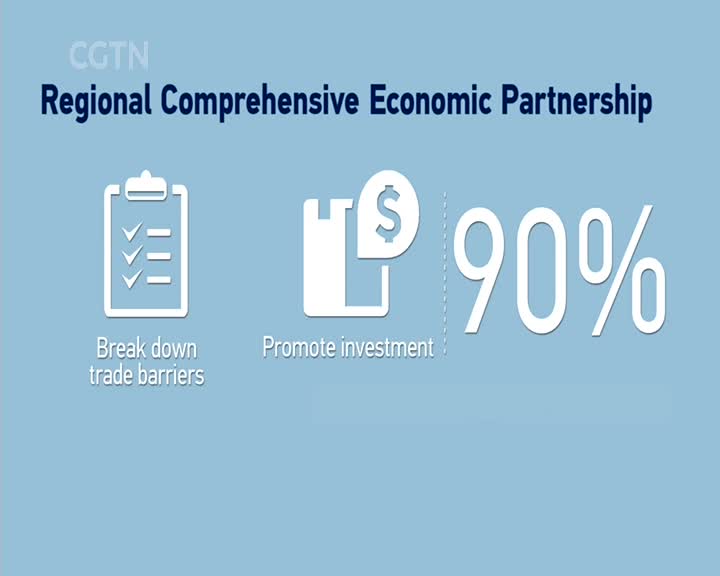 CGTN
Regional Comprehensive Economic Partnership
$
90%
Break down
trade barriers
Promote investment